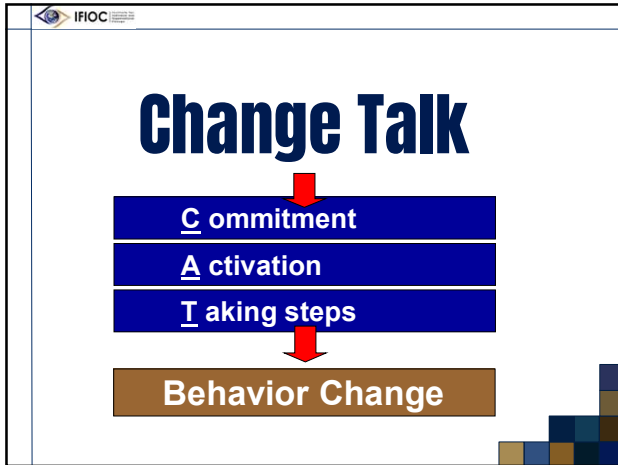 IFIOC
Change Talk
C ommitment
A ctivation
T aking steps
Behavior Change